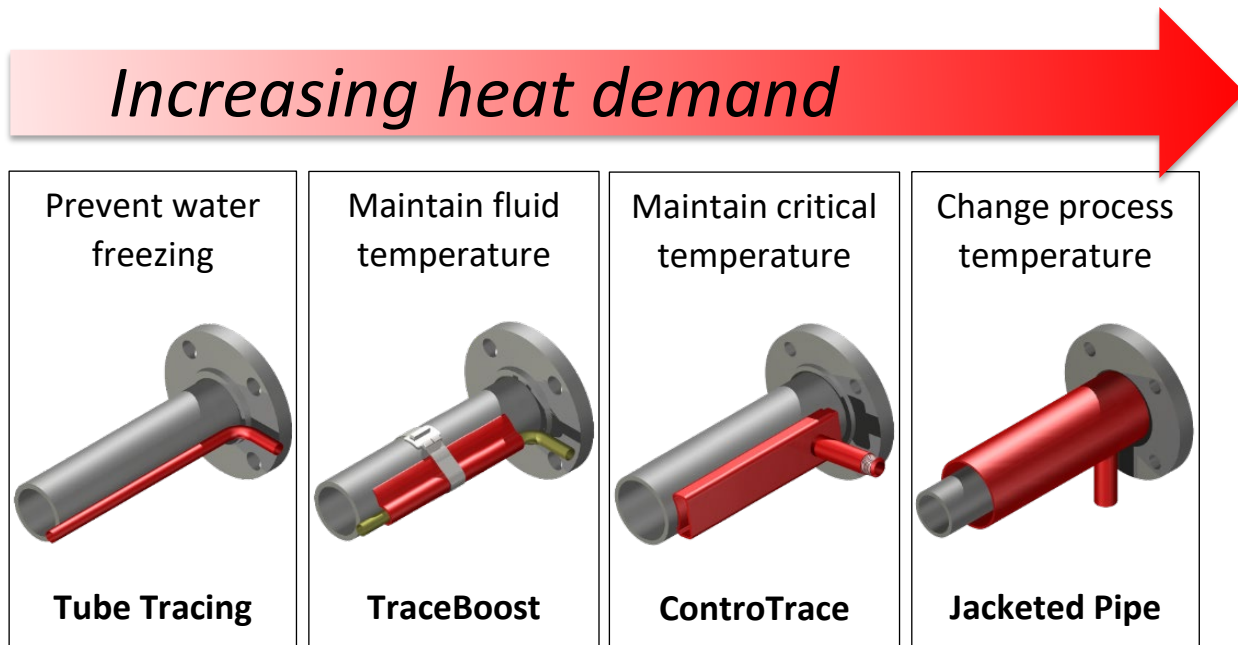 Increasing heat demand
Prevent water
freezing
Maintain fluid
temperature
Maintain critical
temperature
Change process
temperature
Tube Tracing
TraceBoost
ControTrace
Jacketed Pipe